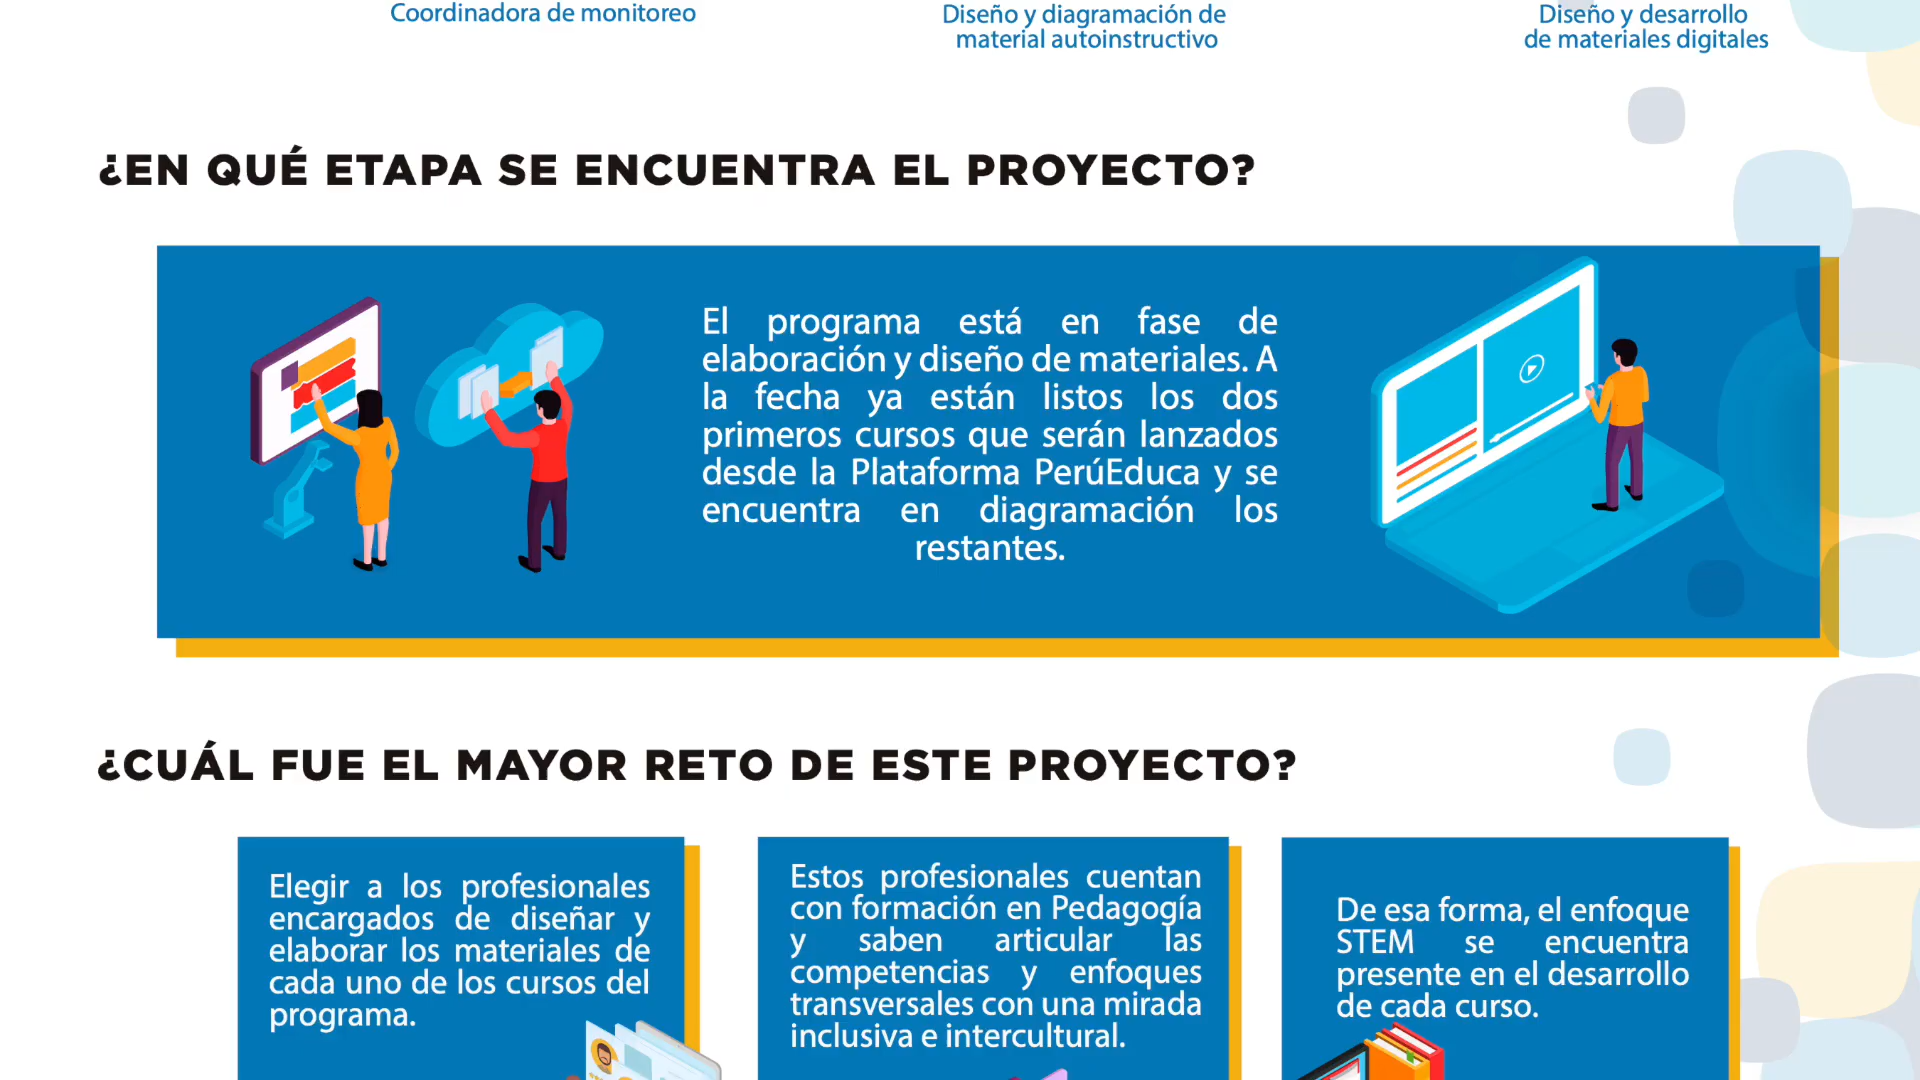 Coordinadora de monitoreo
Diseño y diagramación de
material autoinstructivo
Diseño y desarrollo
de materiales digitales
¿EN QUÉ ETAPA SE ENCUENTRA EL PROYECTO?
El programa está en fase de
elaboración y diseño de materiales. A
la fecha ya están listos los dos
primeros cursos que serán lanzados
desde la Plataforma PerúEduca y se
encuentra en diagramación los
restantes.
¿CUÁL FUE EL MAYOR RETO DE ESTE PROYECTO?
Elegir a los profesionales
encargados de diseñar y
elaborar los materiales de
cada uno de los cursos del
programa.
Estos profesionales cuentan
con formación en Pedagogía
y saben articular las
competencias y enfoques
transversales con una mirada
inclusiva e intercultural.
De esa forma, el enfoque
STEM se encuentra
presente en el desarrollo
de cada curso.